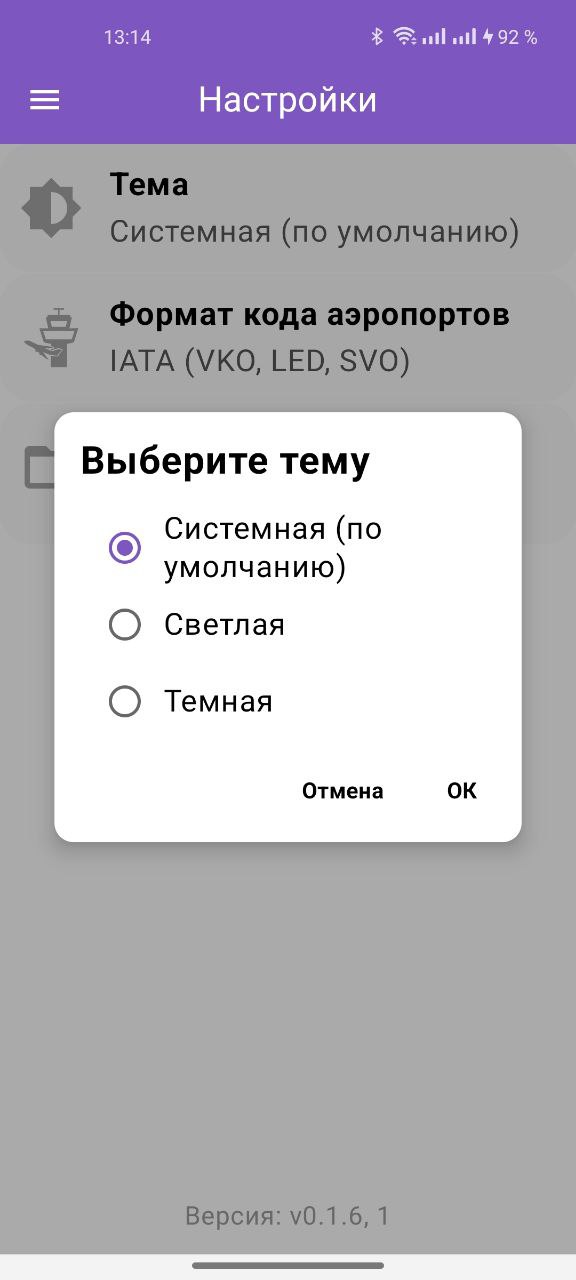 13:14
92 %
Настройки
Тема
Системная (по умолчанию)
Формат кода аэропортов
IATA (VKO, LED, SVO)
Выберите тему
Системная (по
умолчанию)
Светлая
Темная
Отмена
ОК
Версия: v0.1.6, 1